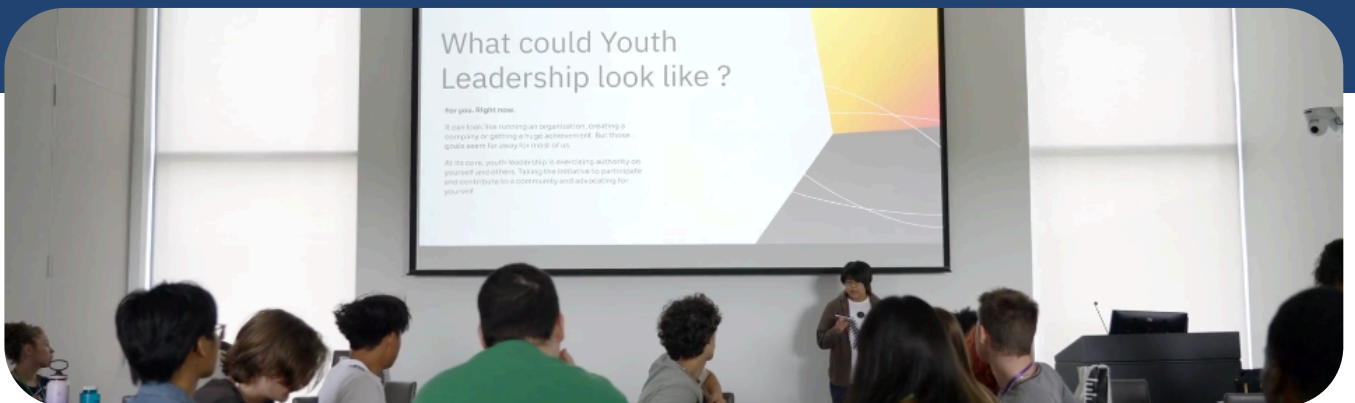 What could Youth
Leadership look like ?
For you. Right now.
It can look like running an organisation, creating a
company or getting a huge achievement. But those
goals seem far away for most of us.
At its core, youth leadership is exercising authority on
yourself and others. Taking the initiative to participate
and contribute to a community and advocating for
yourself.